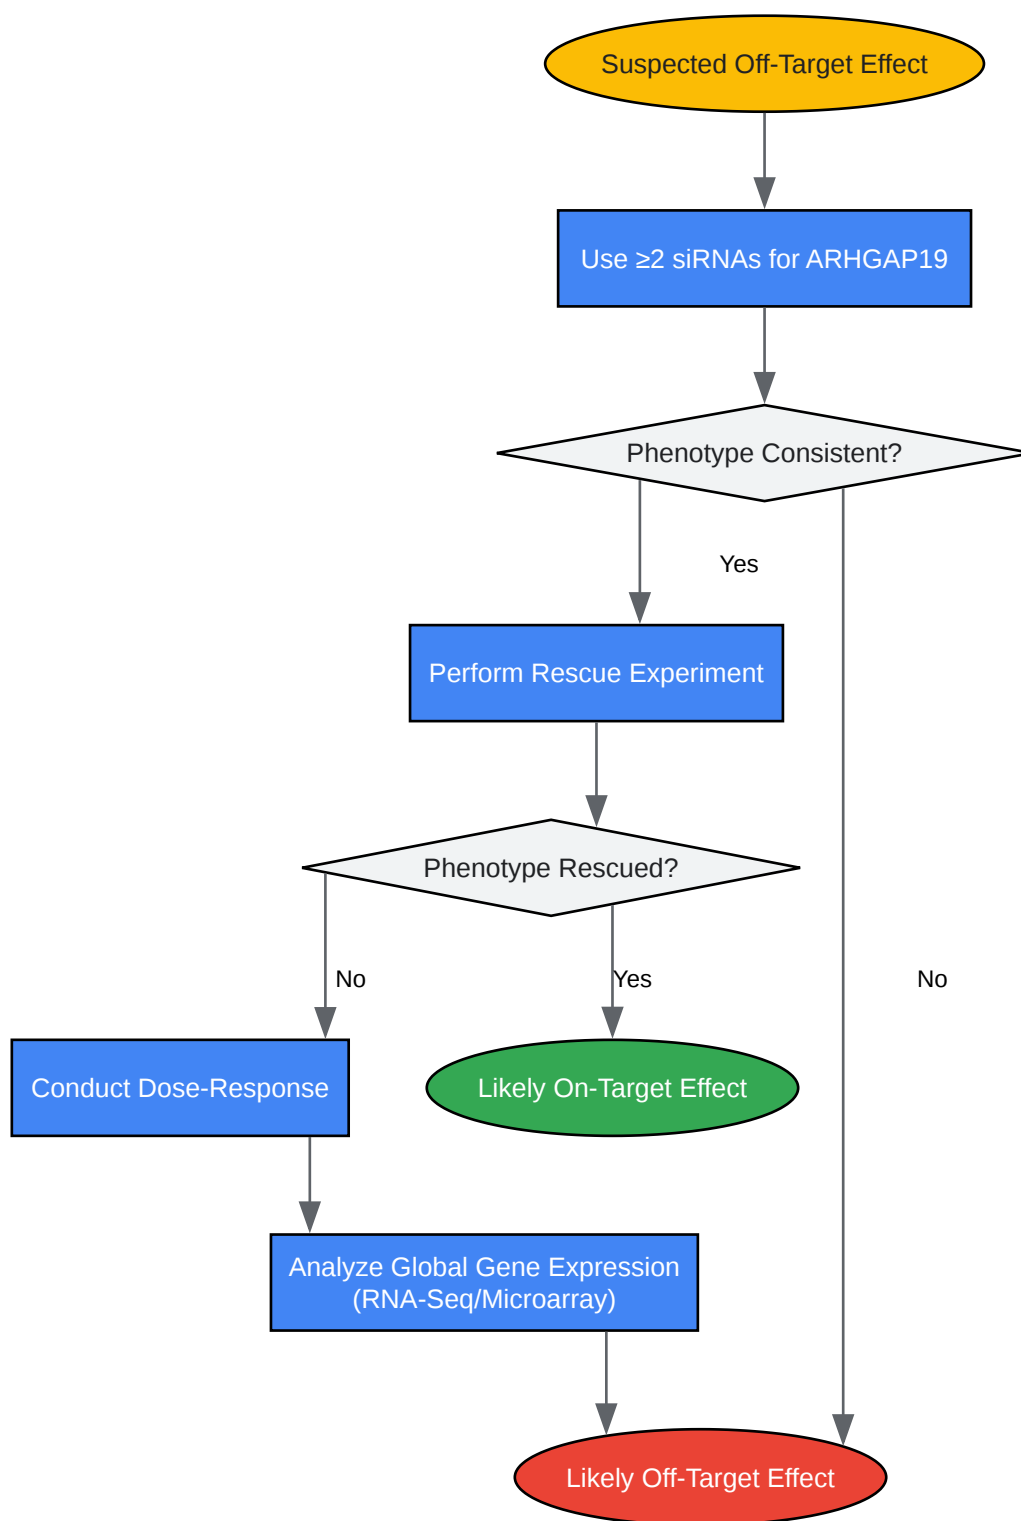 Suspected Off-Target Effect
Use ≥2 siRNAs for ARHGAP19
Phenotype Consistent?
Yes
Perform Rescue Experiment
Phenotype Rescued?
No
Yes
No
Conduct Dose-Response
Likely On-Target Effect
Analyze Global Gene Expression
(RNA-Seq/Microarray)
Likely Off-Target Effect